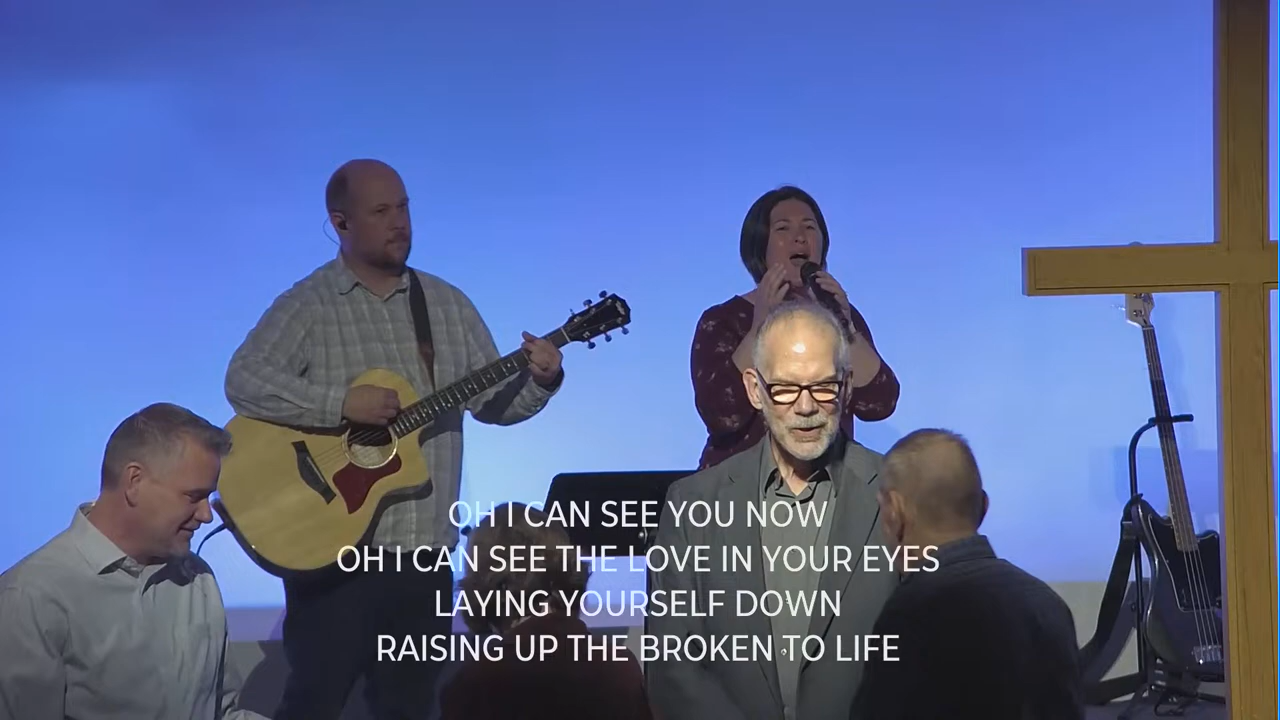 OH I CAN SEE YOU NOW
OH I CAN SEE THE LOVE IN YOUR EYES
LAYING YOURSELF DOWN
RAISING UP THE BROKEN TO LIFE